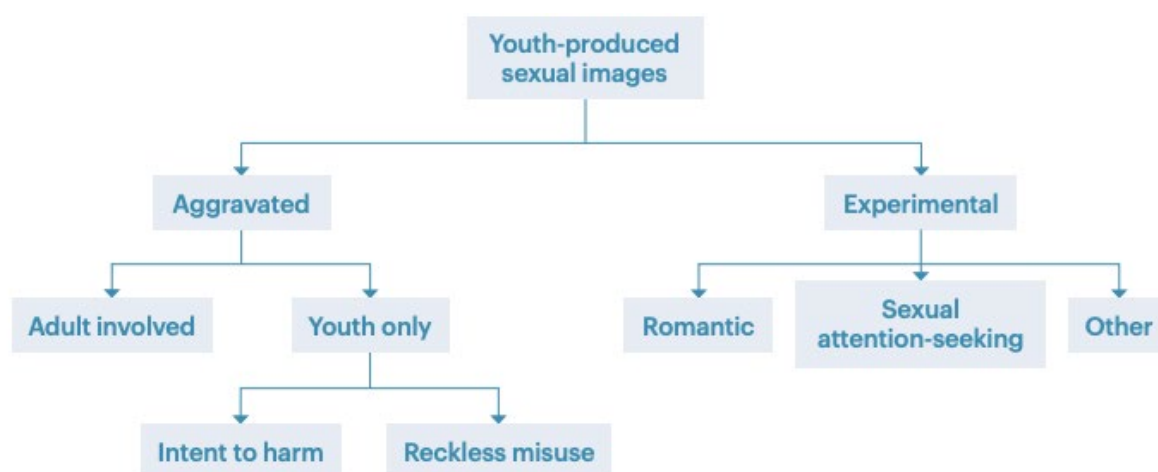 Youth-produced
sexual images
Aggravated
Experimental
Adult involved
Youth only
Romantic
Sexual
attention-seeking
Other
Intent to harm
Reckless misuse